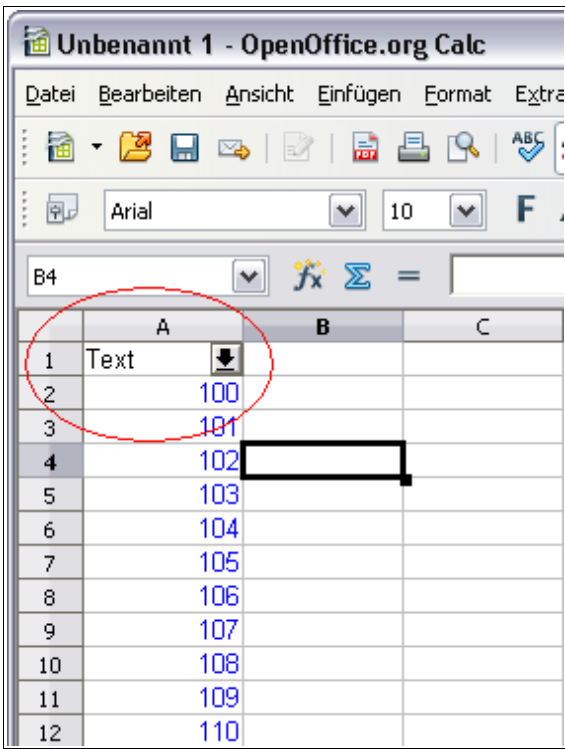 Unbenannt 1 - OpenOffice.org Calc
Datei Bearbeiten Ansicht Einfügen Format Extra
ABC
Arial 10 F
B4 fx Σ =
A B C
1 Text
2 100
3 101
4 102
5 103
6 104
7 105
8 106
9 107
10 108
11 109
12 110